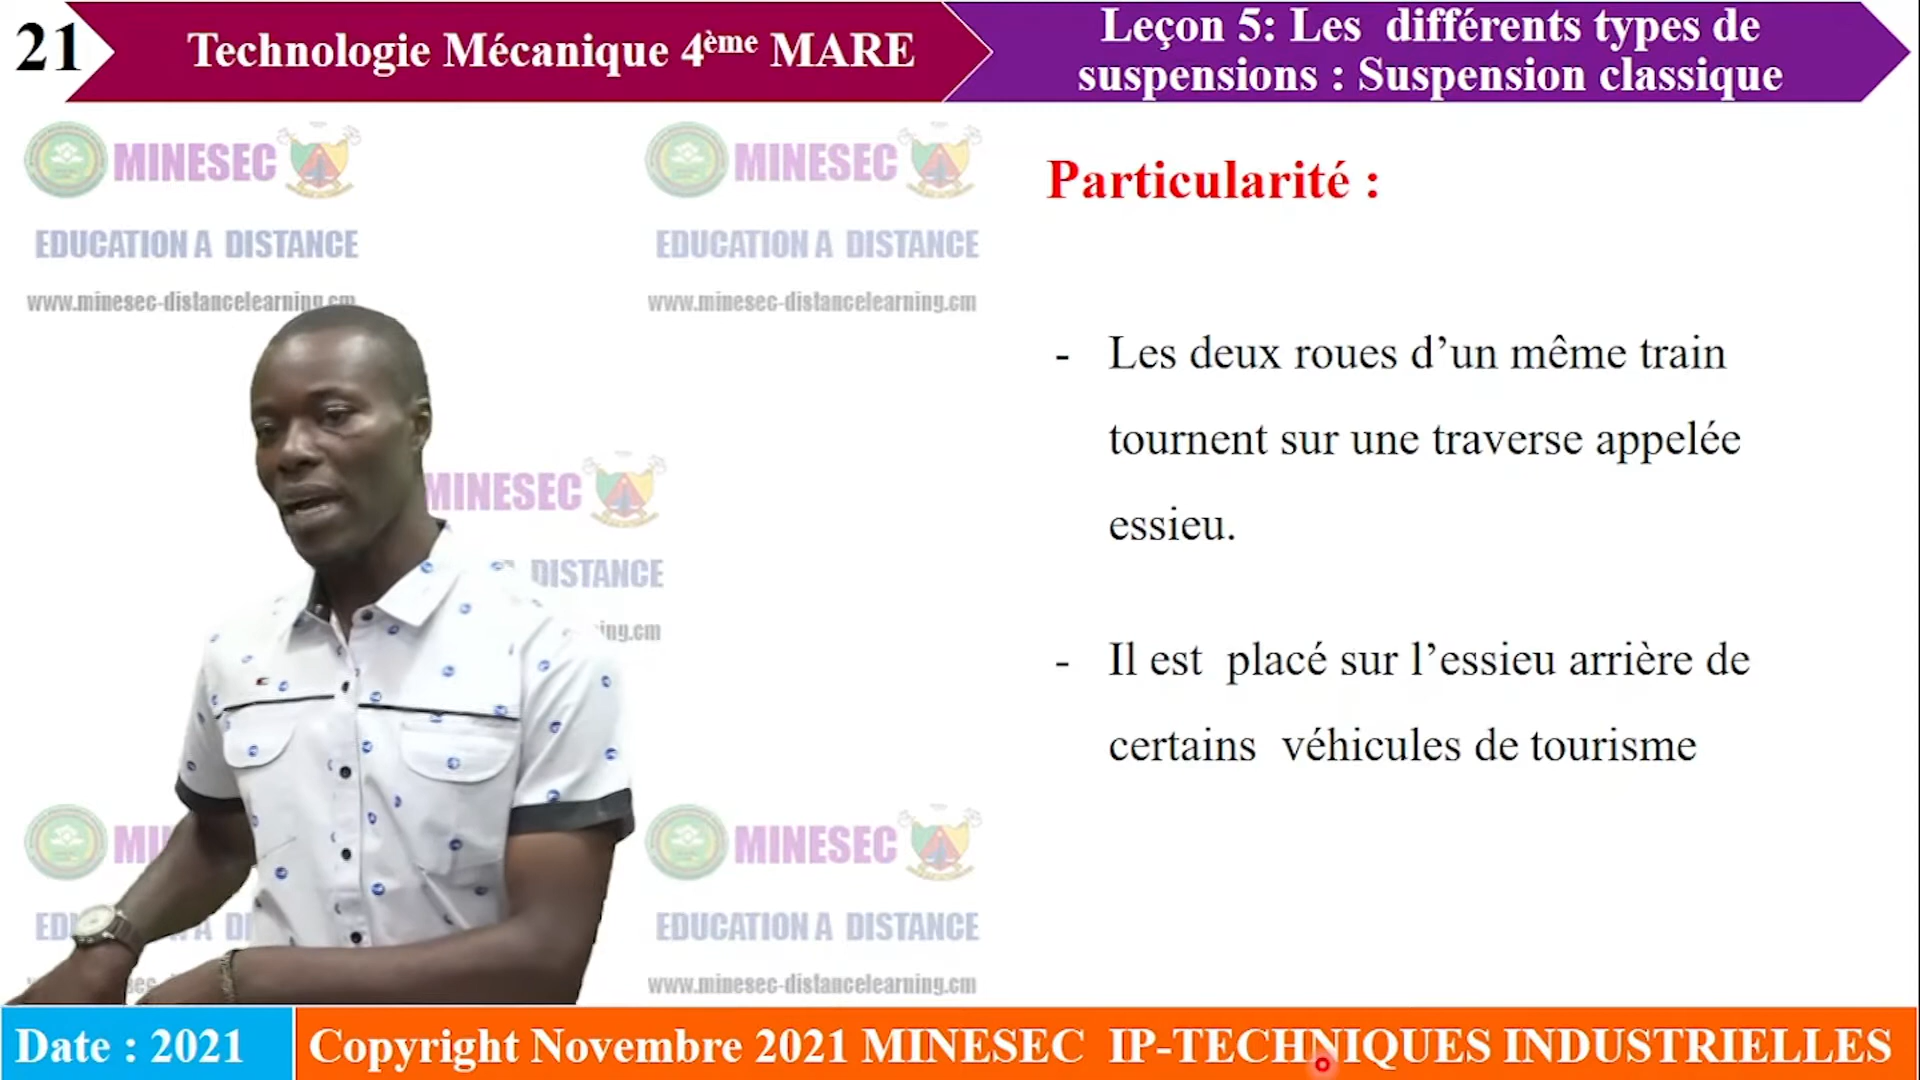 21
Technologie Mécanique 4ème MARE
Leçon 5: Les différents types de
suspensions : Suspension classique
MINESEC
EDUCATION A DISTANCE
www.minesec-distancelearning.cm
MINESEC
EDUCATION A DISTANCE
www.minesec-distancelearning.cm
Particularité :
- Les deux roues d’un même train
tournent sur une traverse appelée
essieu.
- Il est placé sur l’essieu arrière de
certains véhicules de tourisme
MINESEC
DISTANCE
MINESEC
EDUCATION A DISTANCE
www.minesec-distancelearning.cm
Date : 2021
Copyright Novembre 2021 MINESEC IP-TECHNIQUES INDUSTRIELLES